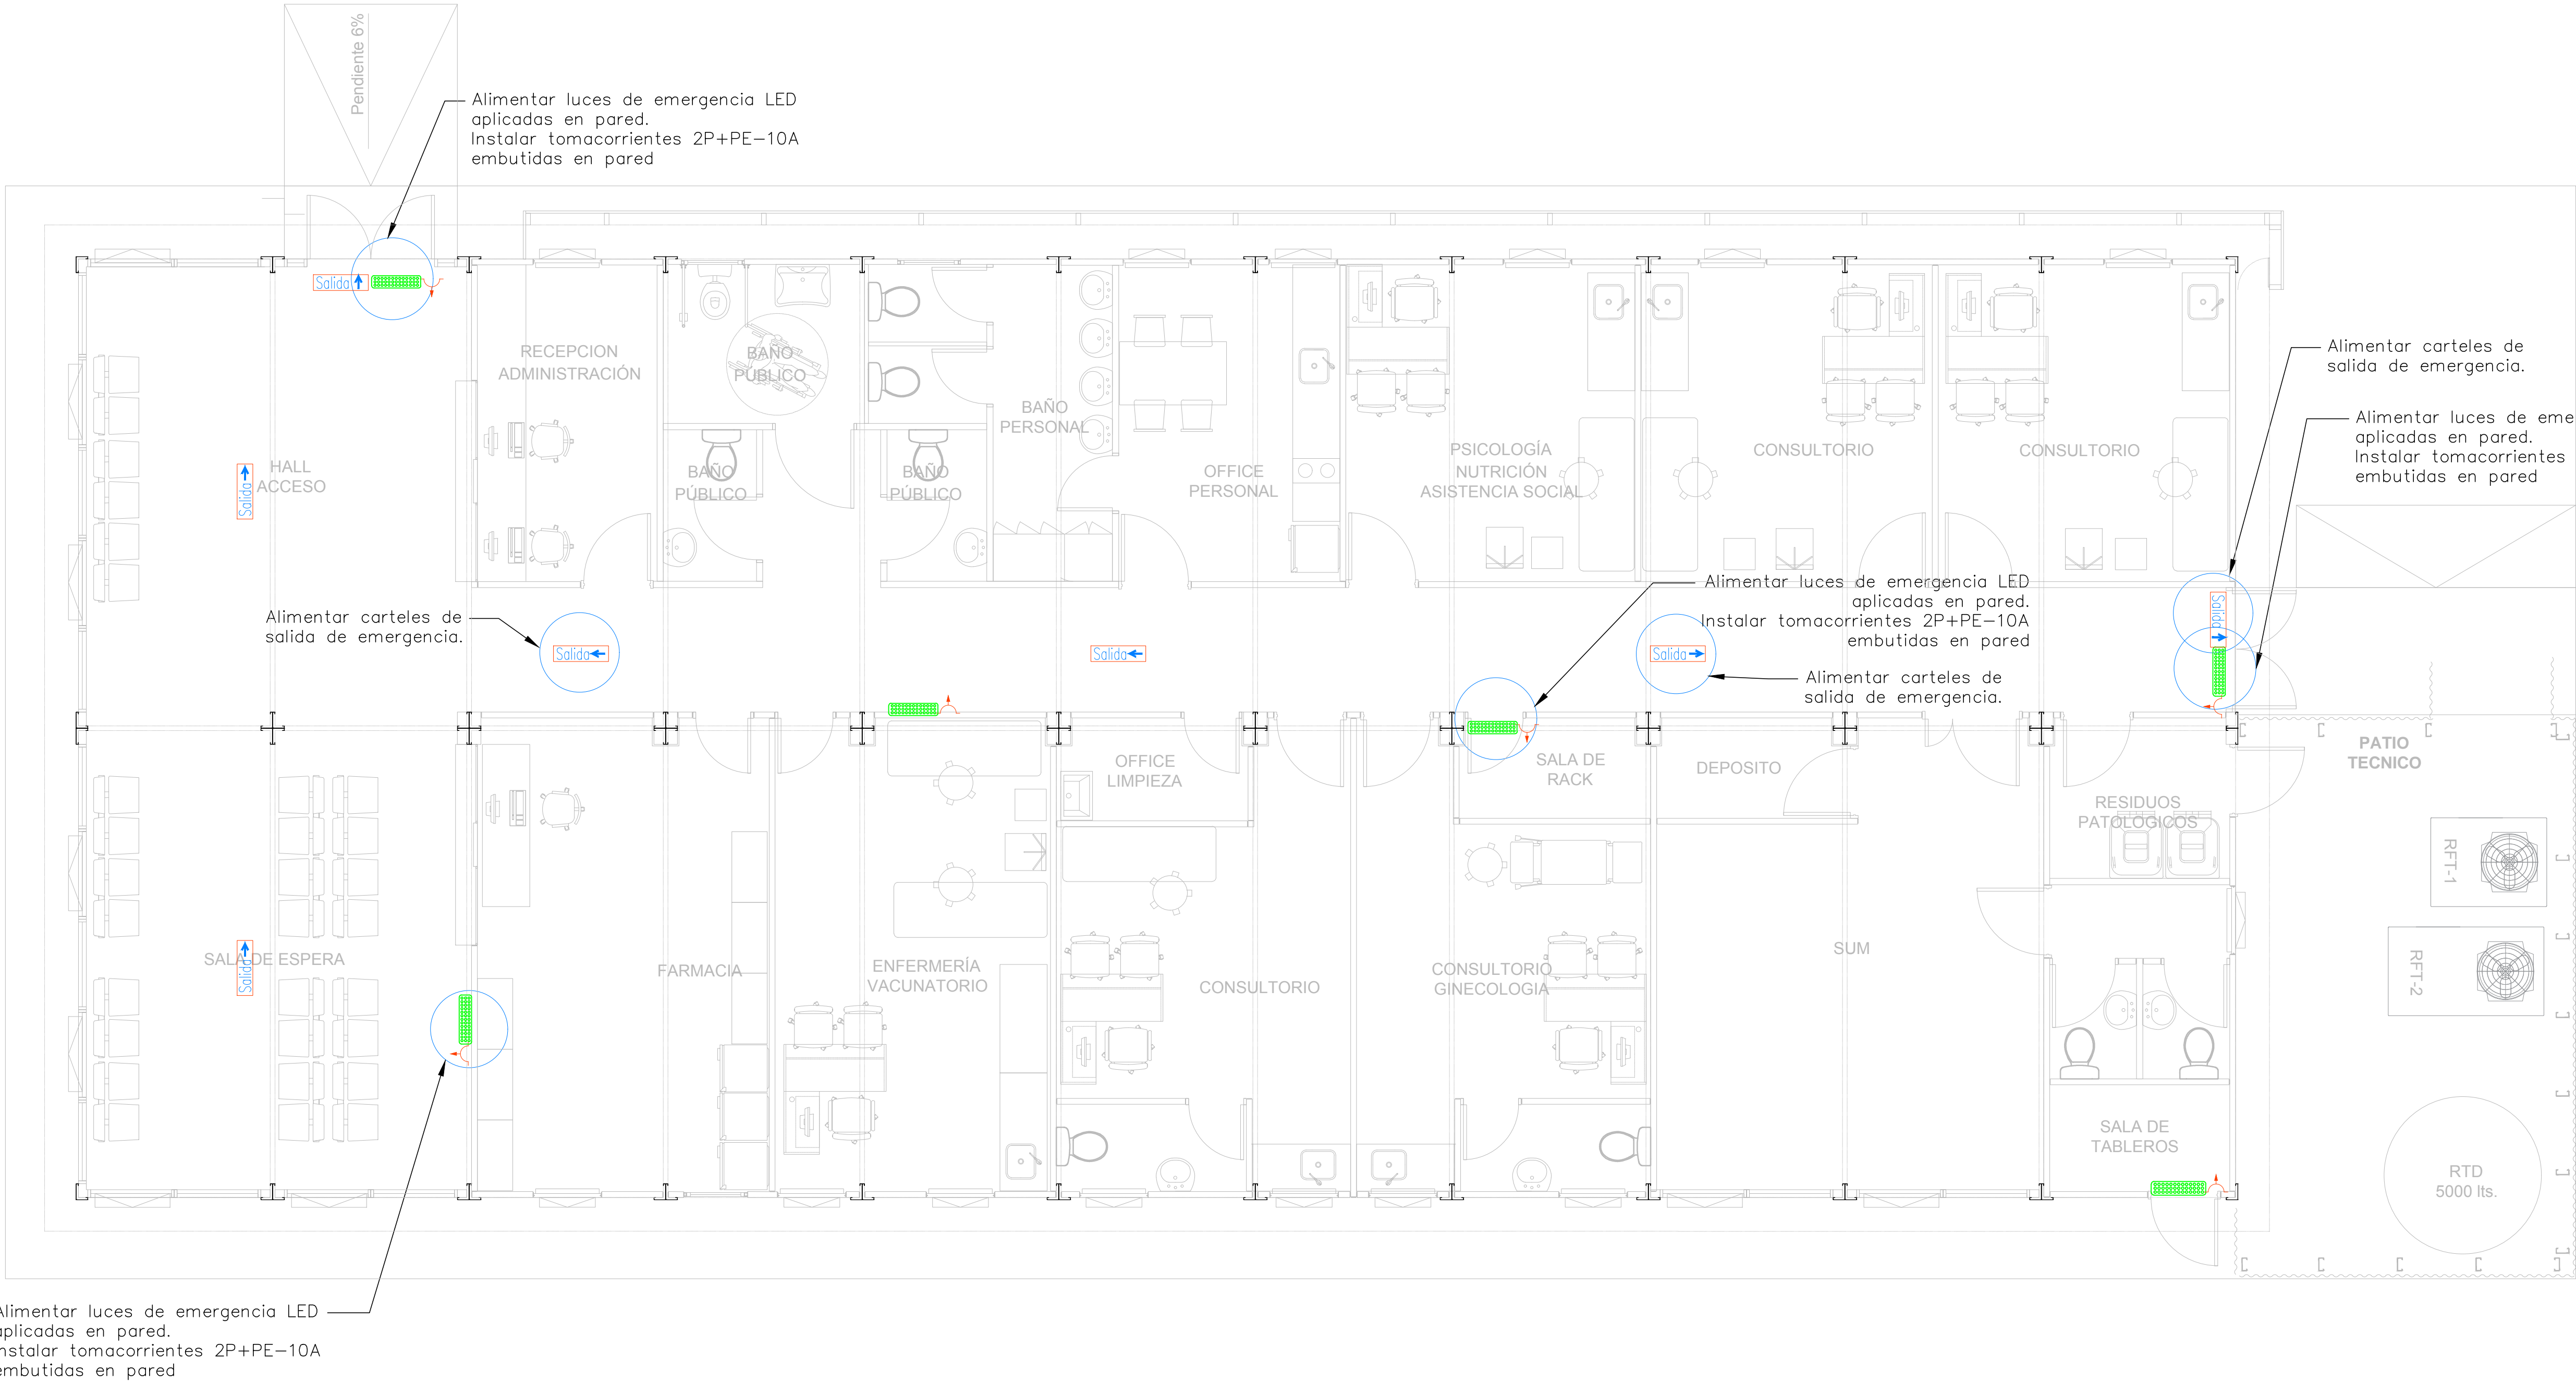 Pendiente 6%
Alimentar luces de emergencia LED
aplicadas en pared.
Instalar tomacorrientes 2P+PE-10A
embutidas en pared
Salida
RECEPCION
ADMINISTRACIÓN
BAÑO
PÚBLICO
BAÑO
PERSONAL
Alimentar carteles de
salida de emergencia.
Alimentar luces de eme
aplicadas en pared.
Instalar tomacorrientes
embutidas en pared
HALL
ACCESO
Salida
BAÑO
PÚBLICO
BAÑO
PÚBLICO
OFFICE
PERSONAL
PSICOLOGÍA
NUTRICIÓN
ASISTENCIA SOCIAL
CONSULTORIO
CONSULTORIO
Alimentar carteles de
salida de emergencia.
Salida
Salida
Alimentar luces de emergencia LED
aplicadas en pared.
Instalar tomacorrientes 2P+PE-10A
embutidas en pared
Salida
Salida
Alimentar carteles de
salida de emergencia.
OFFICE
LIMPIEZA
SALA DE
RACK
DEPOSITO
PATIO
TECNICO
RESIDUOS
PATOLOGICOS
RFT-1
SALA DE ESPERA
Salida
FARMACIA
ENFERMERÍA
VACUNATORIO
CONSULTORIO
CONSULTORIO
GINECOLOGIA
SUM
RFT-2
SALA DE
TABLEROS
RTD
5000 lts.
Alimentar luces de emergencia LED
aplicadas en pared.
Instalar tomacorrientes 2P+PE-10A
embutidas en pared